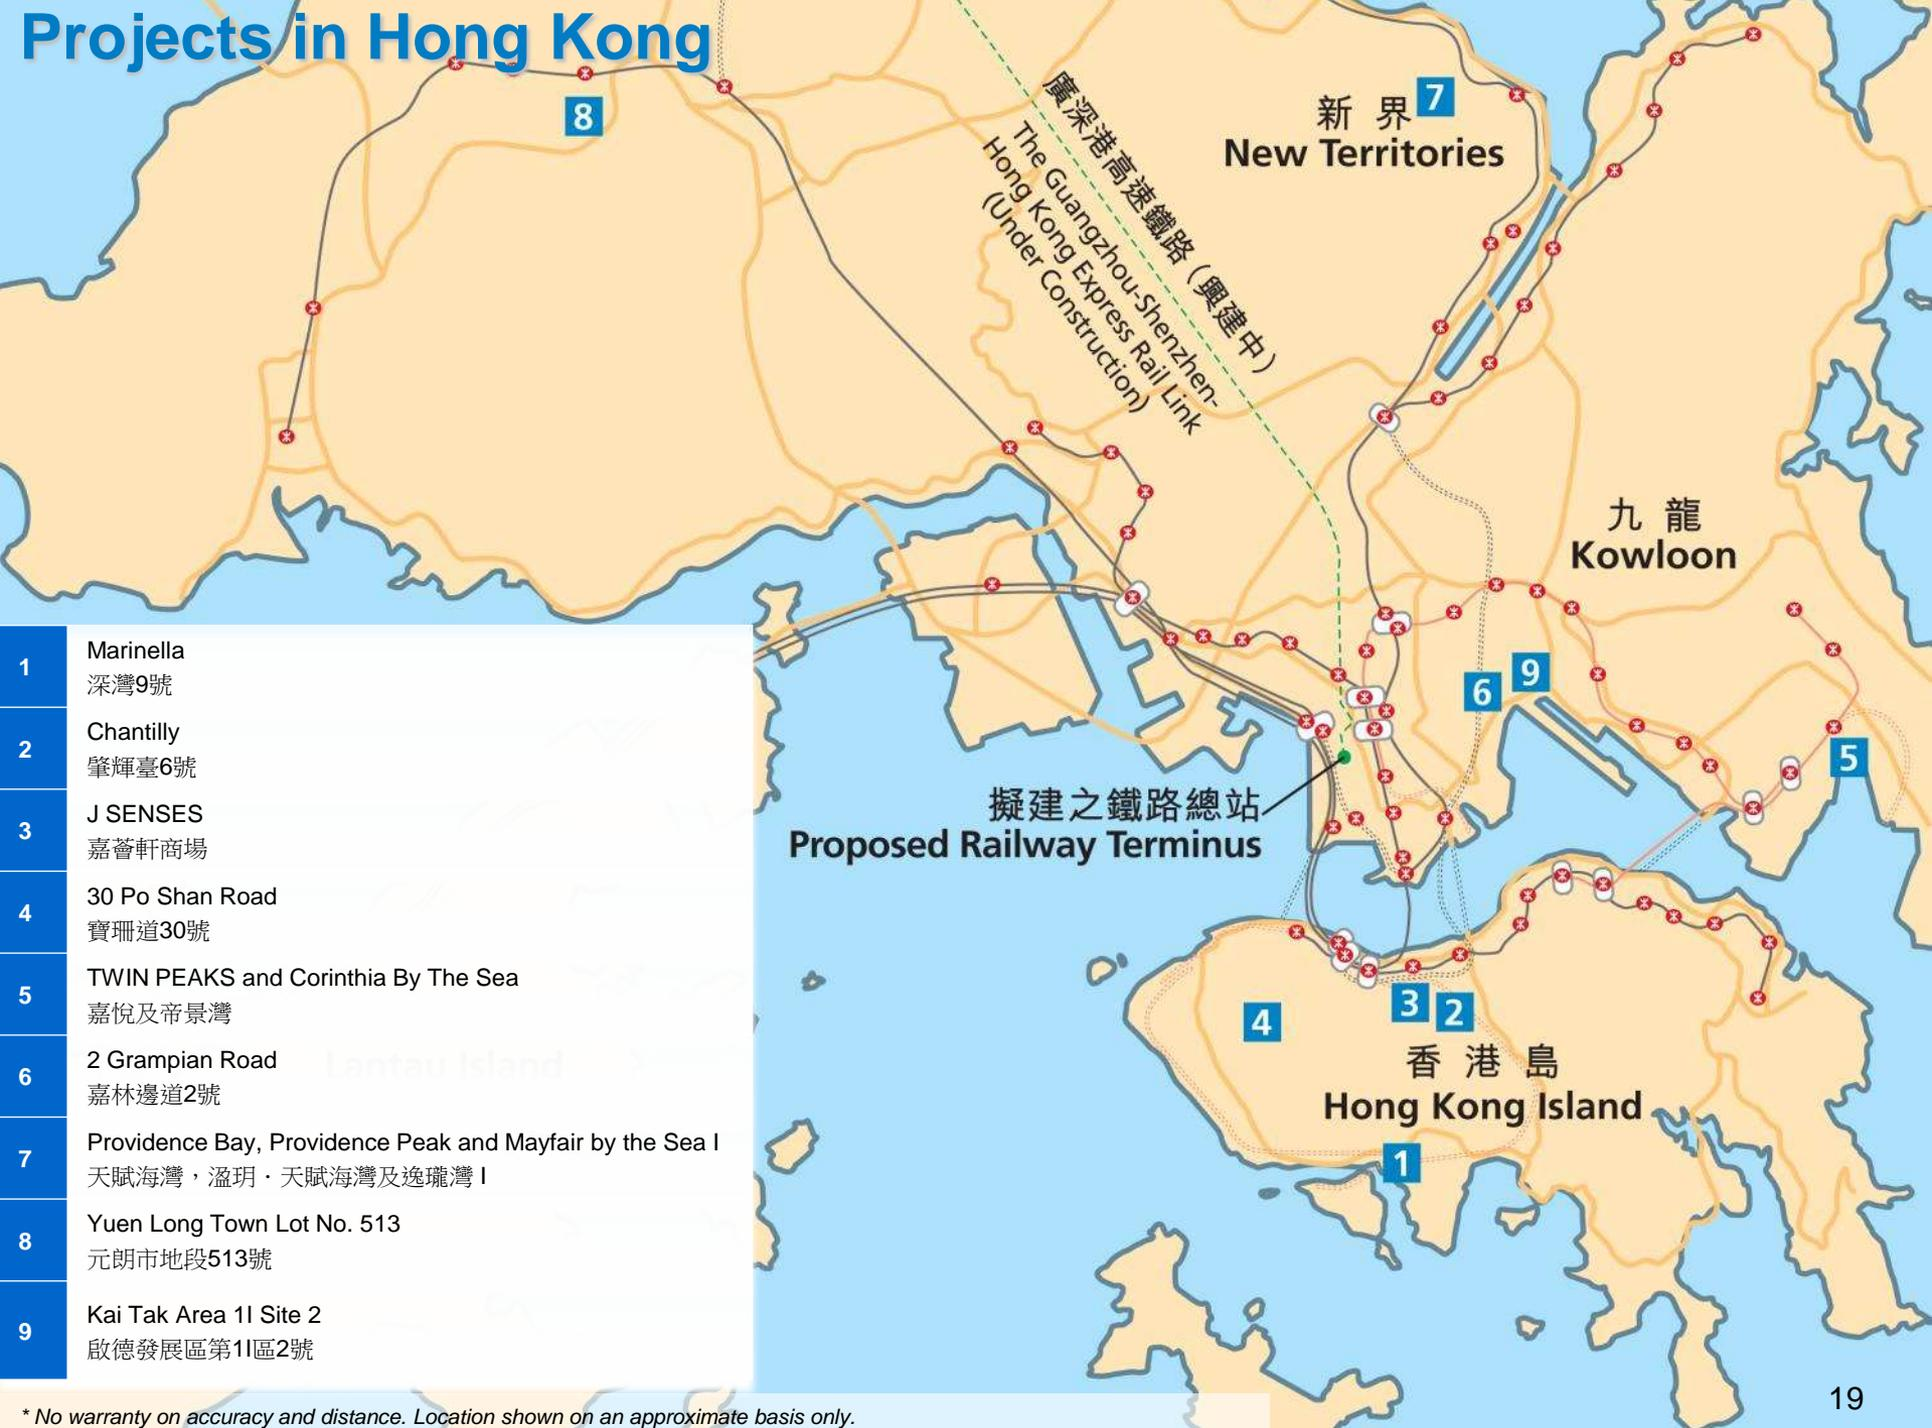 Projects in Hong Kong
8
新 界 7
New Territories
廣深港高速鐵路（興建中）
The Guangzhou-Shenzhen-
Hong Kong Express Rail Link
(Under Construction)
九 龍
Kowloon
6
9
5
擬建之鐵路總站
Proposed Railway Terminus
4
3
2
香 港 島
Hong Kong Island
1
Lantau Island
1
Marinella
深灣9號
2
Chantilly
肇輝臺6號
3
J SENSES
嘉薈軒商場
4
30 Po Shan Road
寶珊道30號
5
TWIN PEAKS and Corinthia By The Sea
嘉悅及帝景灣
6
2 Grampian Road
嘉林邊道2號
7
Providence Bay, Providence Peak and Mayfair by the Sea I
天賦海灣，溋玥．天賦海灣及逸瓏灣 I
8
Yuen Long Town Lot No. 513
元朗市地段513號
9
Kai Tak Area 1I Site 2
啟德發展區第1I區2號
* No warranty on accuracy and distance. Location shown on an approximate basis only.
19